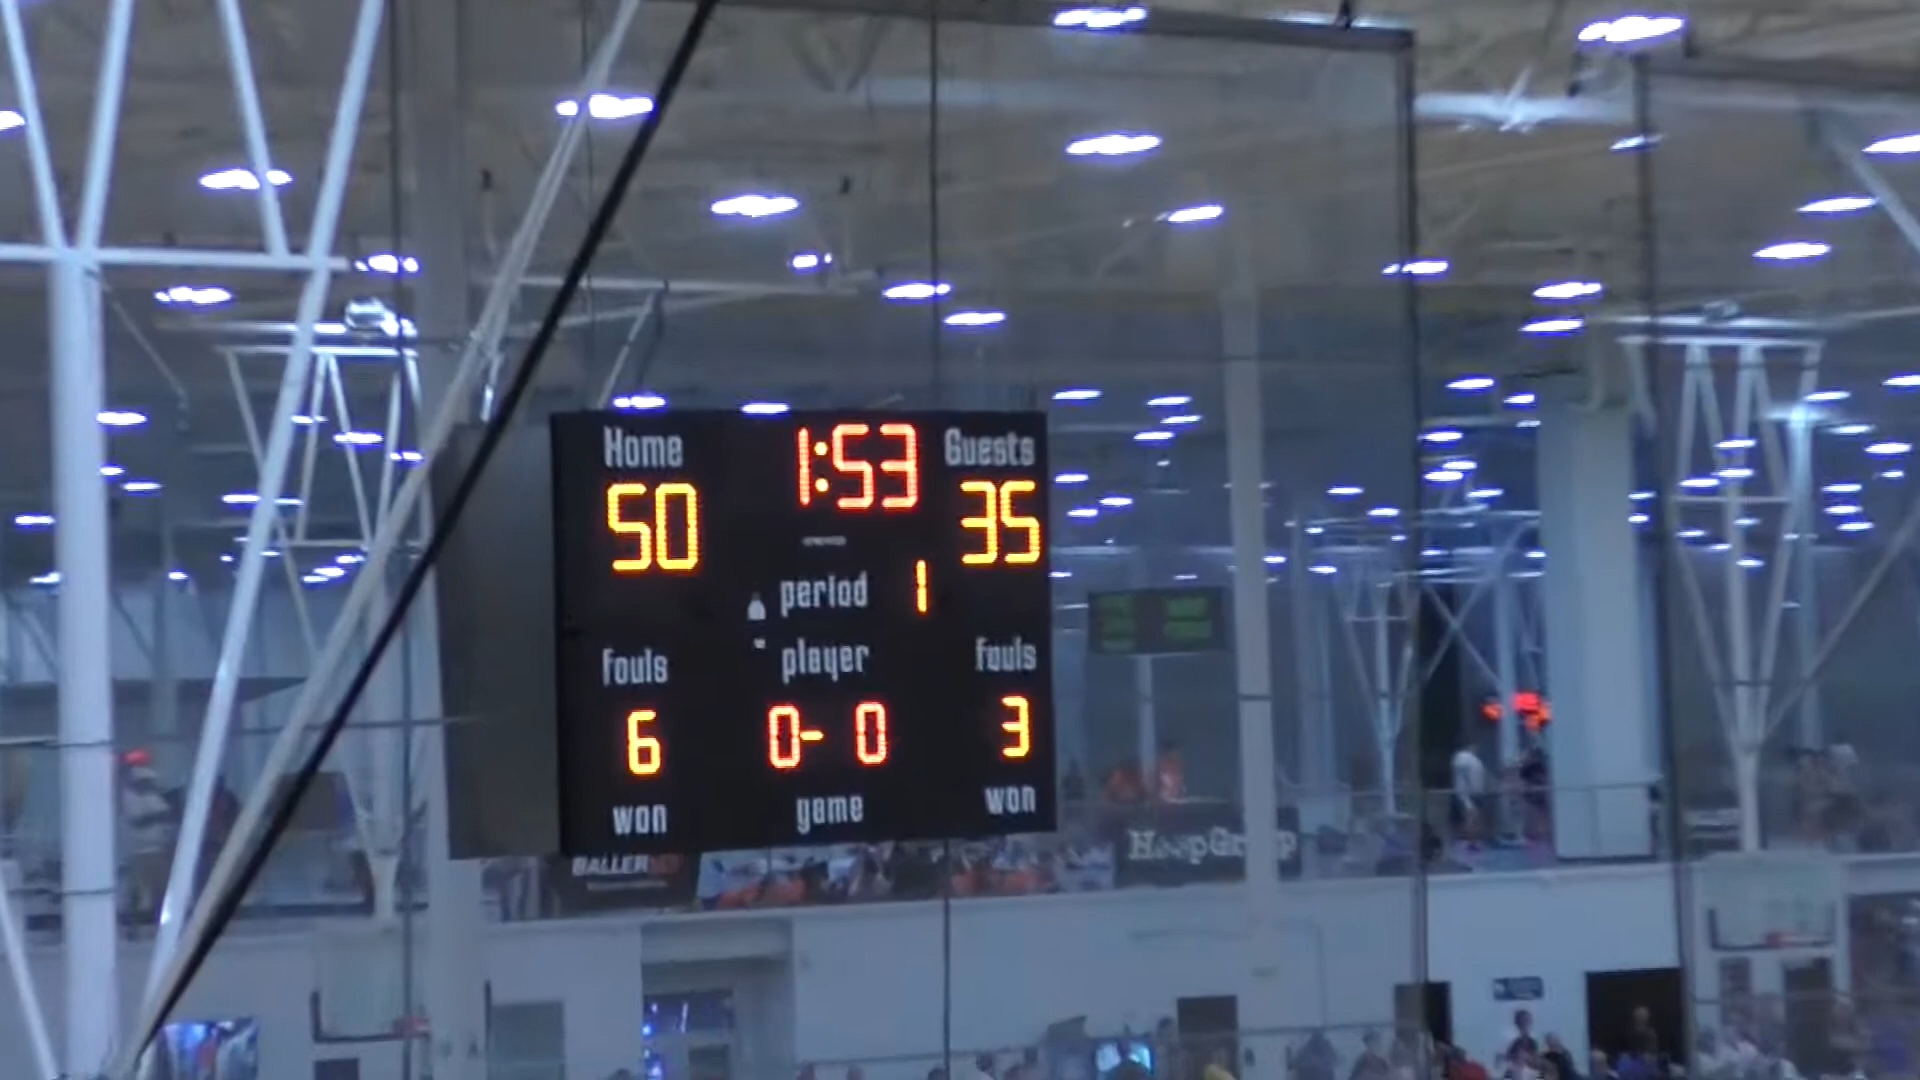 Home 1:53 Guests
50 35
period 1
fouls player fouls
6 0- 0 3
won game won
BALLER
HoopGroup